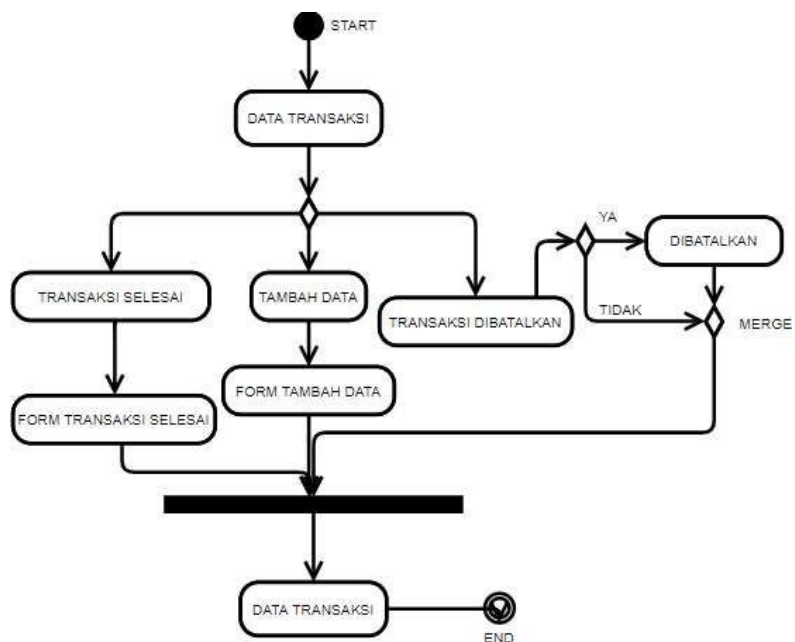 START
DATA TRANSAKSI
YA
DIBATALKAN
TRANSAKSI SELESAI
TAMBAH DATA
TRANSAKSI DIBATALKAN
TIDAK
MERGE
FORM TRANSAKSI SELESAI
FORM TAMBAH DATA
DATA TRANSAKSI
END